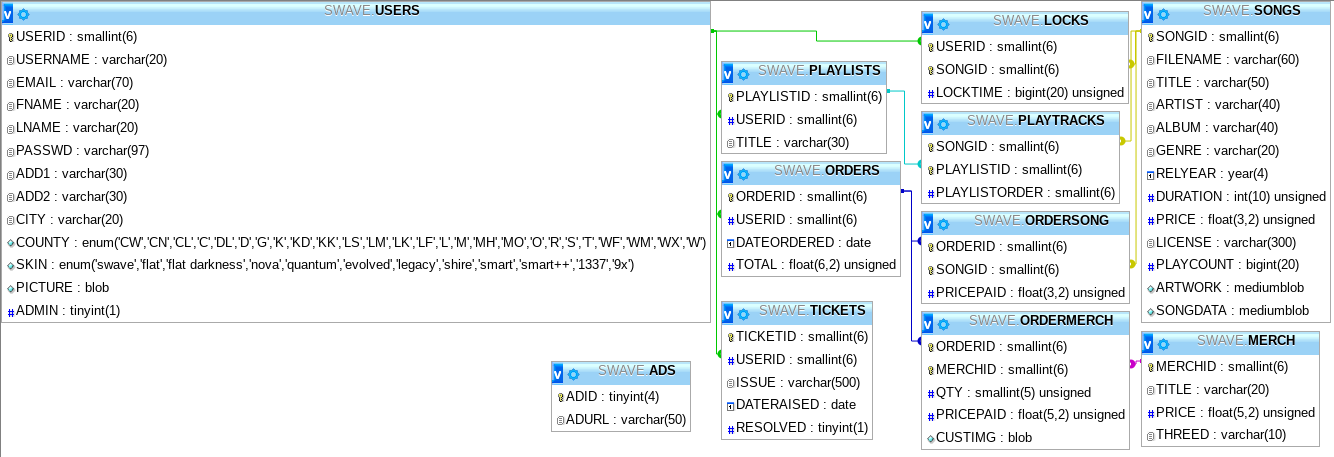 v SWAVE USERS
USERID : smallint(6)
USERNAME : varchar(20)
EMAIL : varchar(70)
FNAME : varchar(20)
LNAME : varchar(20)
PASSWD : varchar(97)
ADD1 : varchar(30)
ADD2 : varchar(30)
CITY : varchar(20)
COUNTY : enum('CW','CN','CL','C','DL','D','G','K','KD','KK','LS','LM','LK','LF','L','M','MH','MO','O','R','S','T','WF','WM','WX','W')
SKIN : enum('swave','flat','flat darkness','nova','quantum','evolved','legacy','shire','smart','smart++','1337','9x')
PICTURE : blob
# ADMIN : tinyint(1)
v SWAVE ADS
ADID : tinyint(4)
ADURL : varchar(50)
v SWAVE PLAYLISTS
PLAYLISTID : smallint(6)
# USERID : smallint(6)
TITLE : varchar(30)
v SWAVE ORDERS
ORDERID : smallint(6)
# USERID : smallint(6)
DATEORDERED : date
# TOTAL : float(6,2) unsigned
v SWAVE TICKETS
TICKETID : smallint(6)
# USERID : smallint(6)
ISSUE : varchar(500)
DATERAISED : date
# RESOLVED : tinyint(1)
v SWAVE LOCKS
USERID : smallint(6)
SONGID : smallint(6)
# LOCKTIME : bigint(20) unsigned
v SWAVE PLAYTRACKS
SONGID : smallint(6)
PLAYLISTID : smallint(6)
# PLAYLISTORDER : smallint(6)
v SWAVE ORDERSONG
ORDERID : smallint(6)
SONGID : smallint(6)
# PRICEPAID : float(3,2) unsigned
v SWAVE ORDERMERCH
ORDERID : smallint(6)
MERCHID : smallint(6)
# QTY : smallint(5) unsigned
# PRICEPAID : float(5,2) unsigned
CUSTIMG : blob
v SWAVE SONGS
SONGID : smallint(6)
FILENAME : varchar(60)
TITLE : varchar(50)
ARTIST : varchar(40)
ALBUM : varchar(40)
GENRE : varchar(20)
RELYEAR : year(4)
# DURATION : int(10) unsigned
# PRICE : float(3,2) unsigned
LICENSE : varchar(300)
# PLAYCOUNT : bigint(20)
ARTWORK : mediumblob
SONGDATA : mediumblob
v SWAVE MERCH
MERCHID : smallint(6)
TITLE : varchar(20)
# PRICE : float(5,2) unsigned
THREED : varchar(10)